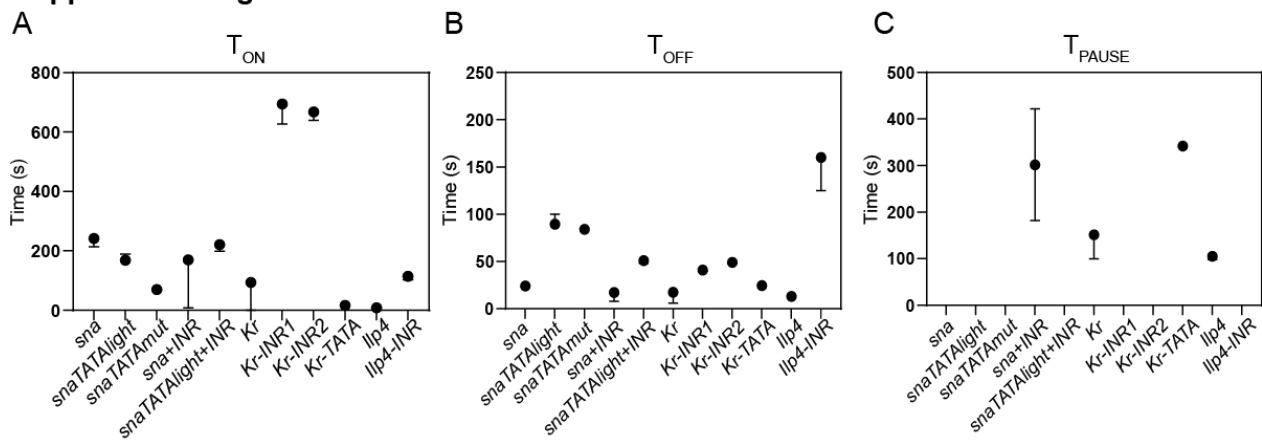 A
T_ON
800
600
400
200
0
Time (s)
sna
snaTATAlight
snaTATAmut
sna+INR
snaTATAlight+INR
Kr
Kr-INR1
Kr-INR2
Kr-TATA
Ilp4
Ilp4-INR
B
T_OFF
250
200
150
100
50
0
Time (s)
sna
snaTATAlight
snaTATAmut
sna+INR
snaTATAlight+INR
Kr
Kr-INR1
Kr-INR2
Kr-TATA
Ilp4
Ilp4-INR
C
T_PAUSE
500
400
300
200
100
0
Time (s)
sna
snaTATAlight
snaTATAmut
sna+INR
snaTATAlight+INR
Kr
Kr-INR1
Kr-INR2
Kr-TATA
Ilp4
Ilp4-INR